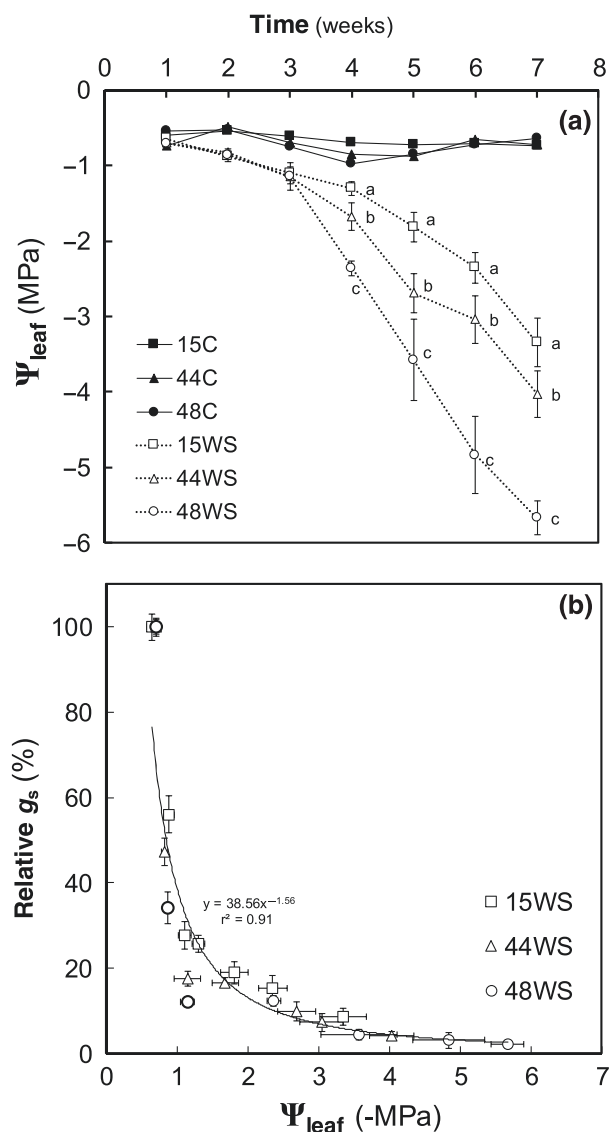 Time (weeks)
0 1 2 3 4 5 6 7 8
(a)
0
−1
−2
−3
−4
−5
−6
Ψleaf (MPa)
a
a
a
a
b
b
b
b
c
c
c
c
15C
44C
48C
15WS
44WS
48WS
(b)
100
80
60
40
20
0
Relative gs (%)
y = 38.56x−1.56
r² = 0.91
15WS
44WS
48WS
0 1 2 3 4 5 6 7
Ψleaf (-MPa)